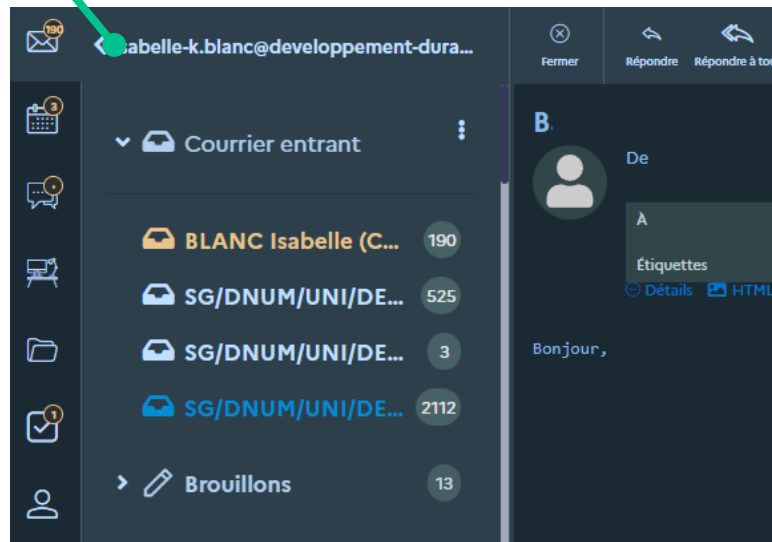 190
isabelle-k.blanc@developpement-dura...
Fermer
Répondre
Répondre à tou
3
Courrier entrant
B.
De
À
Étiquettes
Détails
HTML
BLANC Isabelle (C...
190
SG/DNUM/UNI/DE...
525
SG/DNUM/UNI/DE...
3
SG/DNUM/UNI/DE...
2112
Bonjour,
1
Brouillons
13